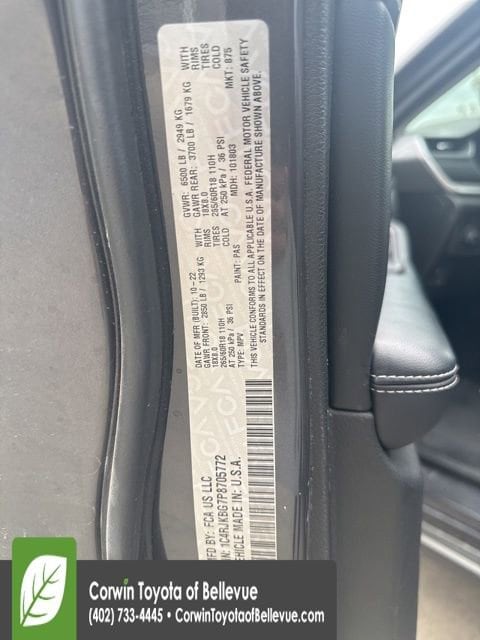 MFD BY: FCA US LLC
DATE OF MFR (BUILT): 10-22
GVWR: 6500 LB / 2949 KG
GAWR FRONT: 2850 LB / 1293 KG
WITH
GAWR REAR: 3700 LB / 1679 KG
WITH
18X8.0
RIMS
18X8.0
RIMS
265/60R18 110H
TIRES
265/60R18 110H
TIRES
AT 250 kPa / 36 PSI
COLD
AT 250 kPa / 36 PSI
COLD
VIN: 1C4RJKBG7P8705772
TYPE: MPV
PAINT: PAS
MDH: 101803
MKT: B75
VEHICLE MADE IN U.S.A.
THIS VEHICLE CONFORMS TO ALL APPLICABLE U.S.A. FEDERAL MOTOR VEHICLE SAFETY
STANDARDS IN EFFECT ON THE DATE OF MANUFACTURE SHOWN ABOVE.
Corwin Toyota of Bellevue
(402) 733-4445 • CorwinToyotaofBellevue.com